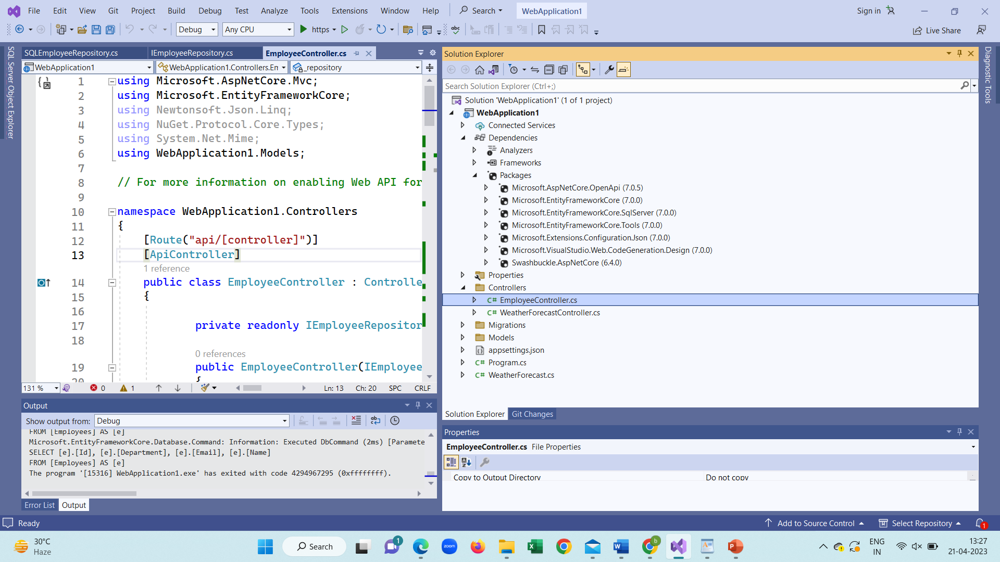 File Edit View Git Project Build Debug Test Analyze Tools Extensions Window Help Search WebApplication1 Sign in
Debug Any CPU https abc Live Share
SQL Server Object Explorer
SQLEmployeeRepository.cs IEmployeeRepository.cs EmployeeController.cs
WebApplication1 WebApplication1.Controllers.En _repository
1 using Microsoft.AspNetCore.Mvc;
2 using Microsoft.EntityFrameworkCore;
3 using Newtonsoft.Json.Linq;
4 using NuGet.Protocol.Core.Types;
5 using System.Net.Mime;
6 using WebApplication1.Models;
7
8 // For more information on enabling Web API for
9
10 namespace WebApplication1.Controllers
11 {
12 [Route("api/[controller]")]
13 [ApiController]
1 reference
14 public class EmployeeController : Controlle
15 {
16
17 private readonly IEmployeeRepositor
18
0 references
19 public EmployeeController(IEmployee
20 {
131 % 0 1 Ln: 13 Ch: 20 SPC CRLF
Output
Show output from: Debug
FROM [Employees] AS [e]
Microsoft.EntityFrameworkCore.Database.Command: Information: Executed DbCommand (2ms) [Paramete
SELECT [e].[Id], [e].[Department], [e].[Email], [e].[Name]
FROM [Employees] AS [e]
The program '[15316] WebApplication1.exe' has exited with code 4294967295 (0xffffffff).
Error List Output
Solution Explorer
Search Solution Explorer (Ctrl+;)
Solution 'WebApplication1' (1 of 1 project)
WebApplication1
Connected Services
Dependencies
Analyzers
Frameworks
Packages
Microsoft.AspNetCore.OpenApi (7.0.5)
Microsoft.EntityFrameworkCore (7.0.0)
Microsoft.EntityFrameworkCore.SqlServer (7.0.0)
Microsoft.EntityFrameworkCore.Tools (7.0.0)
Microsoft.Extensions.Configuration.Json (7.0.0)
Microsoft.VisualStudio.Web.CodeGeneration.Design (7.0.0)
Swashbuckle.AspNetCore (6.4.0)
Properties
Controllers
C# EmployeeController.cs
C# WeatherForecastController.cs
Migrations
Models
appsettings.json
C# Program.cs
C# WeatherForecast.cs
Solution Explorer Git Changes
Properties
EmployeeController.cs File Properties
Copy to Output Directory Do not copy
Diagnostic Tools
Ready Add to Source Control Select Repository 1
30°C
Haze
Search 1 zoom b
ENG
IN
13:27
21-04-2023